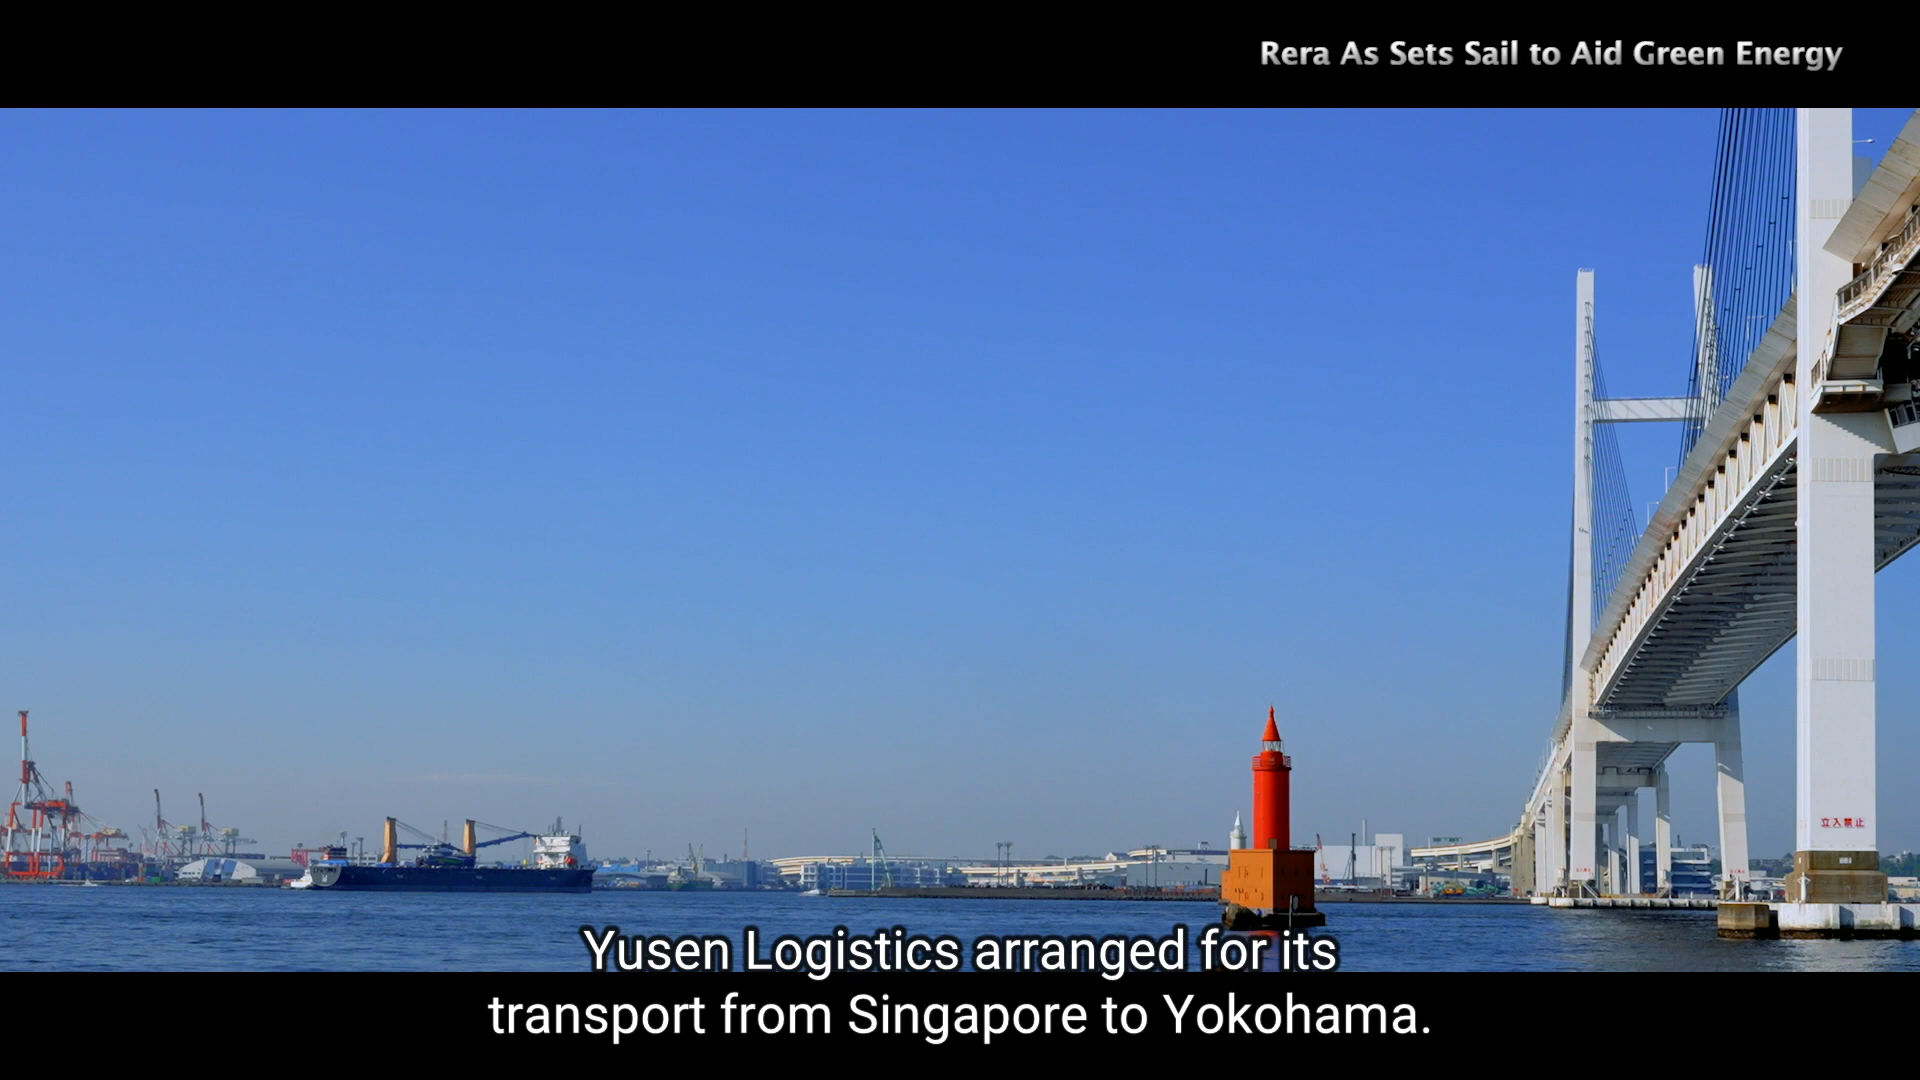 Rera As Sets Sail to Aid Green Energy
立入禁止
Yusen Logistics arranged for its
transport from Singapore to Yokohama.